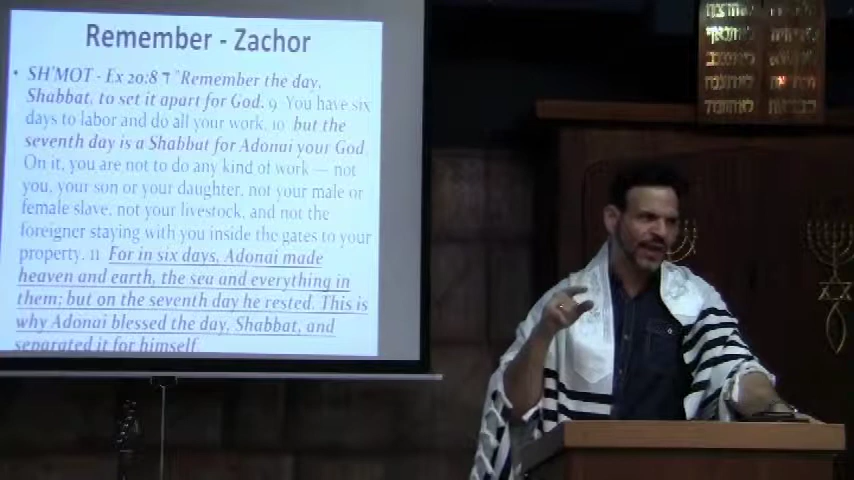 Remember - Zachor
• SH'MOT - Ex 20:8 ד "Remember the day,
Shabbat, to set it apart for God. 9 You have six
days to labor and do all your work, 10 but the
seventh day is a Shabbat for Adonai your God.
On it, you are not to do any kind of work — not
you, your son or your daughter, not your male or
female slave, not your livestock, and not the
foreigner staying with you inside the gates to your
property. 11 For in six days, Adonai made
heaven and earth, the sea and everything in
them; but on the seventh day he rested. This is
why Adonai blessed the day, Shabbat, and
separated it for himself.